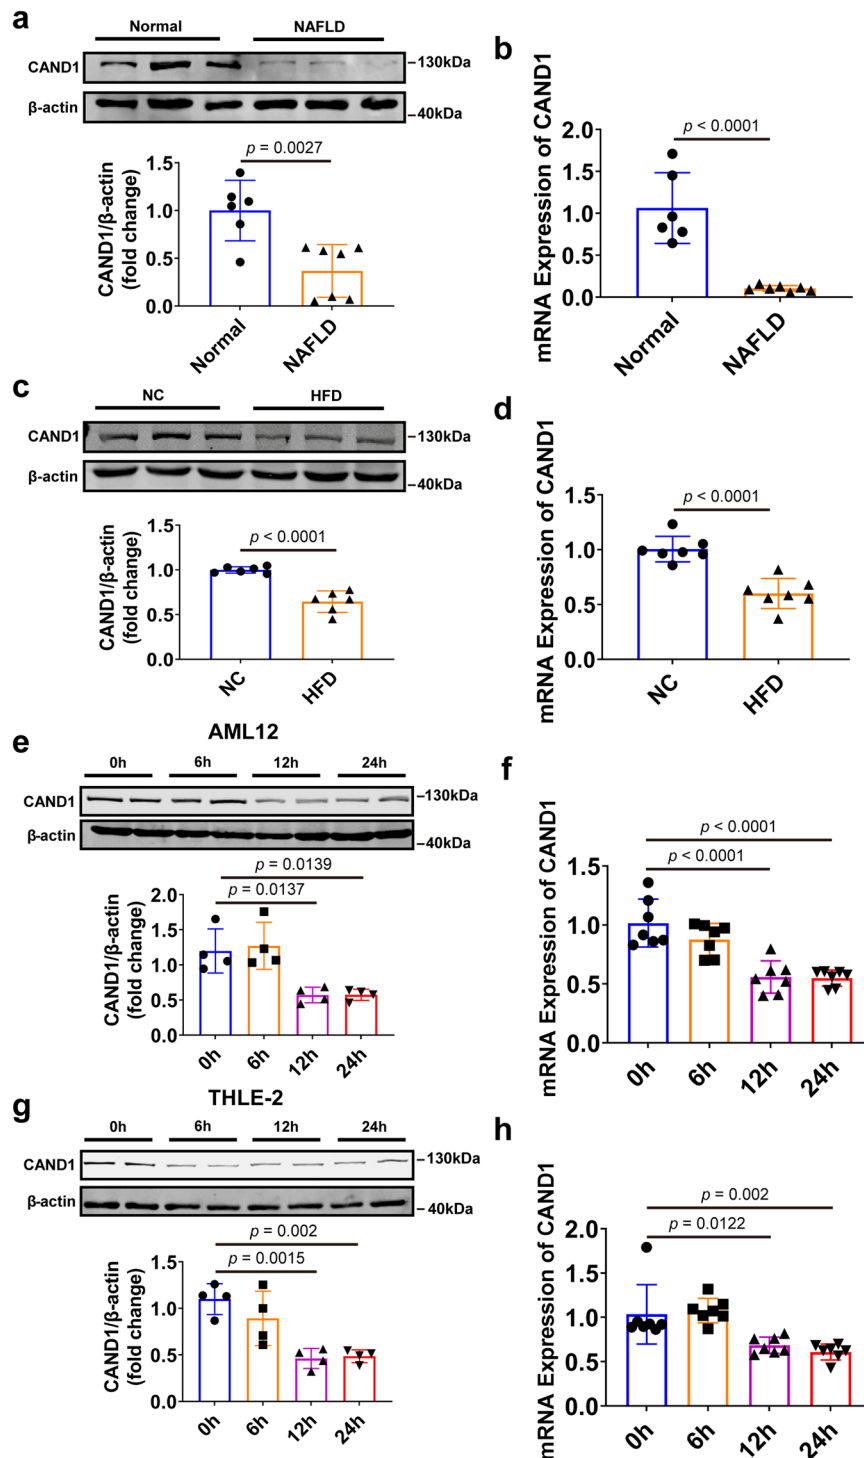 a
Normal NAFLD
CAND1 –130kDa
β-actin –40kDa
p = 0.0027
CAND1/β-actin
(fold change)
1.5
1.0
0.5
0.0
Normal NAFLD
b
mRNA Expression of CAND1
p < 0.0001
2.0
1.5
1.0
0.5
0.0
Normal NAFLD
c
NC HFD
CAND1 –130kDa
β-actin –40kDa
p < 0.0001
CAND1/β-actin
(fold change)
1.5
1.0
0.5
0.0
NC HFD
d
mRNA Expression of CAND1
p < 0.0001
1.5
1.0
0.5
0.0
NC HFD
e
AML12
0h 6h 12h 24h
CAND1 –130kDa
β-actin –40kDa
p = 0.0139
p = 0.0137
CAND1/β-actin
(fold change)
2.0
1.5
1.0
0.5
0.0
0h 6h 12h 24h
f
mRNA Expression of CAND1
p < 0.0001
p < 0.0001
1.5
1.0
0.5
0.0
0h 6h 12h 24h
g
THLE-2
0h 6h 12h 24h
CAND1 –130kDa
β-actin –40kDa
p = 0.002
p = 0.0015
CAND1/β-actin
(fold change)
1.5
1.0
0.5
0.0
0h 6h 12h 24h
h
mRNA Expression of CAND1
p = 0.002
p = 0.0122
2.0
1.5
1.0
0.5
0.0
0h 6h 12h 24h